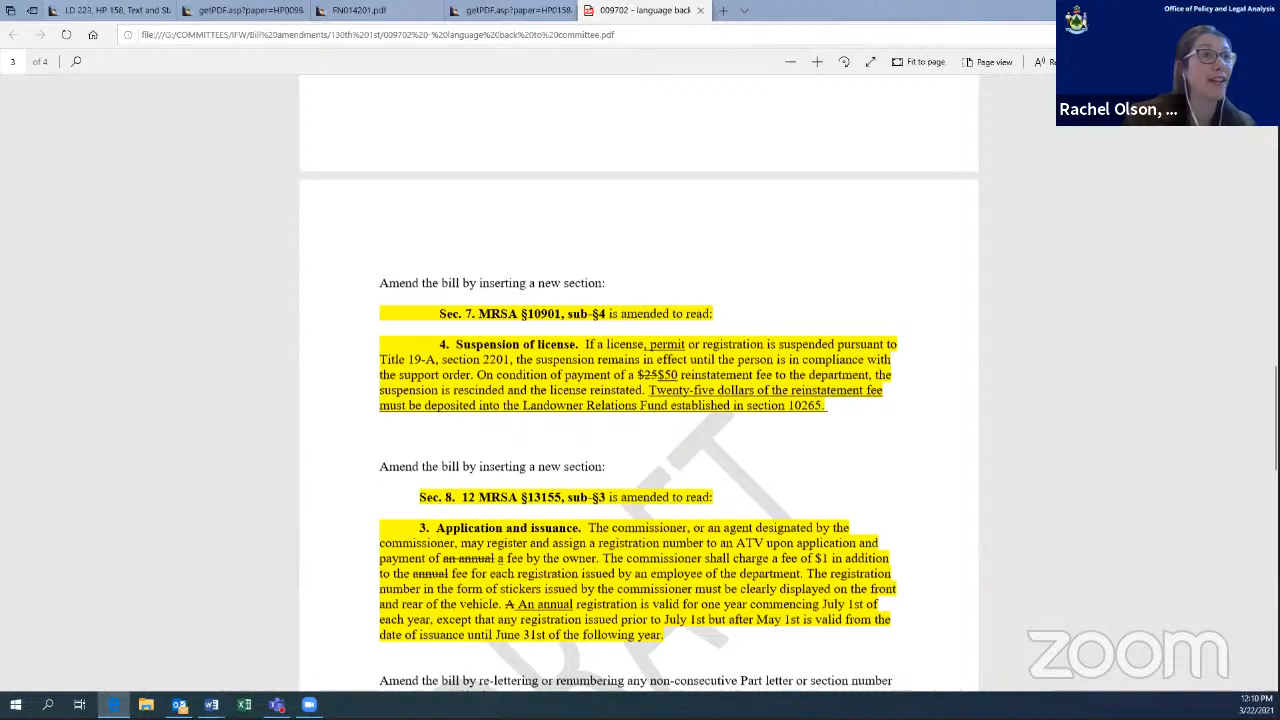 LD 223, HP 158, Text and St
getPDF.asp?paper=HP0098
FN014201.pdf
getPDF.asp?paper=HP0158
009702 - language back
file:///G:/COMMITTEES/IFW/Bill%20amendments/130th%201st/009702%20-%20language%20back%20to%20committee.pdf
3 of 4
Fit to page
Page view
Office of Policy and Legal Analysis
Rachel Olson, ...
Amend the bill by inserting a new section:
Sec. 7. MRSA §10901, sub-§4 is amended to read:
4. Suspension of license. If a license, permit or registration is suspended pursuant to
Title 19-A, section 2201, the suspension remains in effect until the person is in compliance with
the support order. On condition of payment of a $25$50 reinstatement fee to the department, the
suspension is rescinded and the license reinstated. Twenty-five dollars of the reinstatement fee
must be deposited into the Landowner Relations Fund established in section 10265.
Amend the bill by inserting a new section:
Sec. 8. 12 MRSA §13155, sub-§3 is amended to read:
3. Application and issuance. The commissioner, or an agent designated by the
commissioner, may register and assign a registration number to an ATV upon application and
payment of an annual a fee by the owner. The commissioner shall charge a fee of $1 in addition
to the annual fee for each registration issued by an employee of the department. The registration
number in the form of stickers issued by the commissioner must be clearly displayed on the front
and rear of the vehicle. A An annual registration is valid for one year commencing July 1st of
each year, except that any registration issued prior to July 1st but after May 1st is valid from the
date of issuance until June 31st of the following year.
Amend the bill by re-lettering or renumbering any non-consecutive Part letter or section number
DRAFT
zoom
12:10 PM
3/22/2021